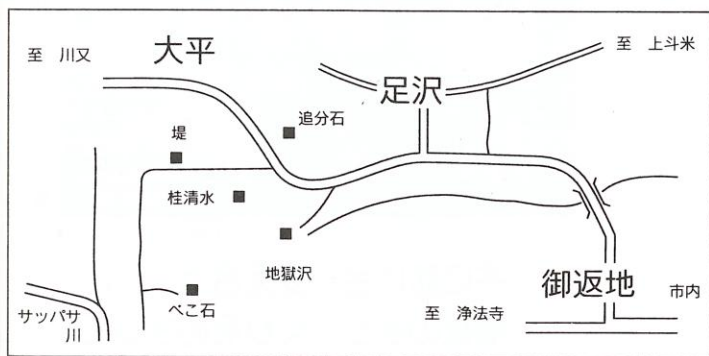 大平
至 川又
至 上斗米
足沢
追分石
堤
桂清水
地獄沢
御返地
市内
べこ石
至 浄法寺
サッパサ
川